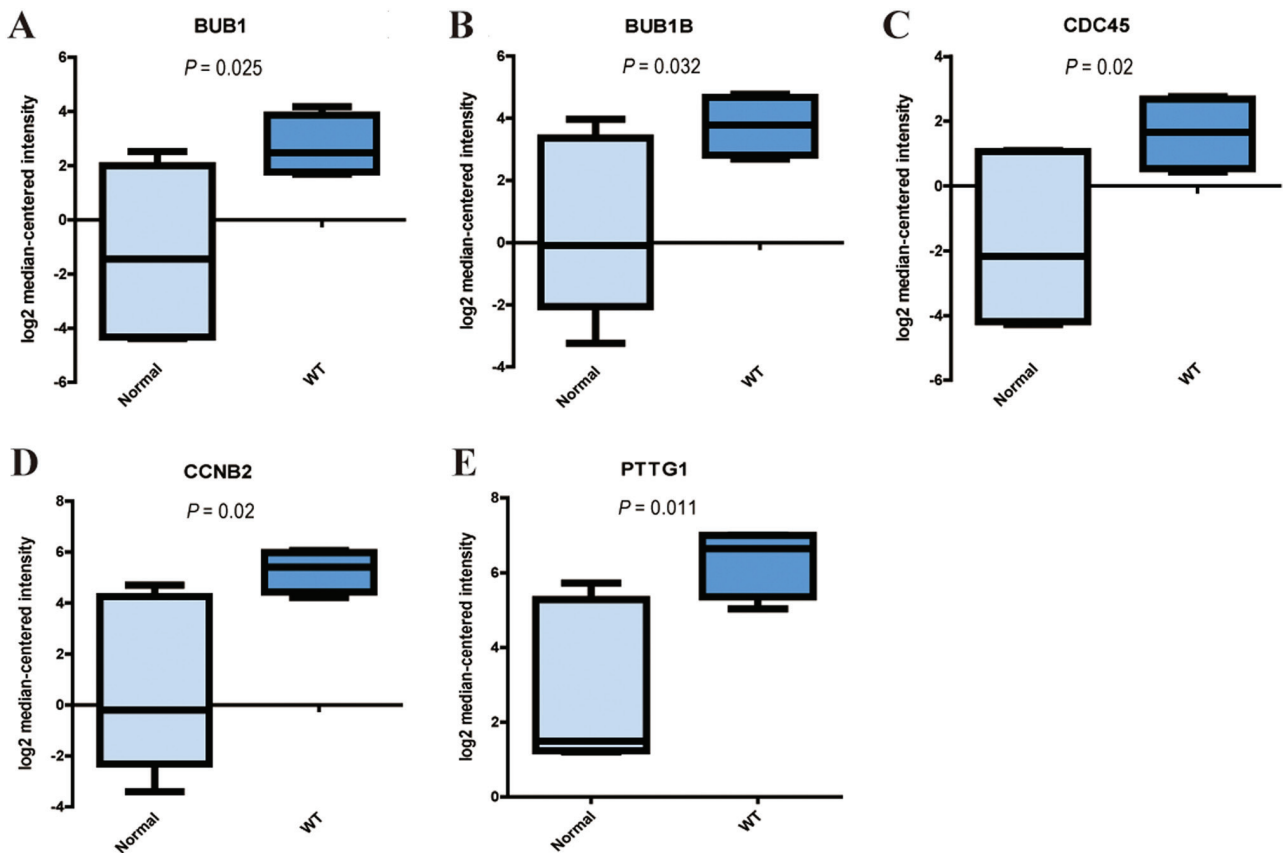 A
BUB1
P = 0.025
log2 median-centered intensity
6
4
2
0
-2
-4
-6
Normal
WT
B
BUB1B
P = 0.032
log2 median-centered intensity
6
4
2
0
-2
-4
Normal
WT
C
CDC45
P = 0.02
log2 median-centered intensity
4
2
0
-2
-4
-6
Normal
WT
D
CCNB2
P = 0.02
log2 median-centered intensity
8
6
4
2
0
-2
-4
Normal
WT
E
PTTG1
P = 0.011
log2 median-centered intensity
8
6
4
2
0
Normal
WT